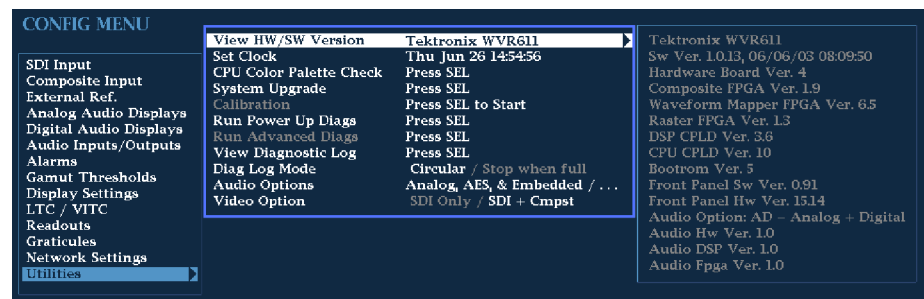 CONFIG MENU
SDI Input
Composite Input
External Ref.
Analog Audio Displays
Digital Audio Displays
Audio Inputs/Outputs
Alarms
Gamut Thresholds
Display Settings
LTC / VITC
Readouts
Graticules
Network Settings
Utilities
View HW/SW Version Tektronix WVR611
Set Clock Thu Jun 26 14:54:56
CPU Color Palette Check Press SEL
System Upgrade Press SEL
Calibration Press SEL to Start
Run Power Up Diags Press SEL
Run Advanced Diags Press SEL
View Diagnostic Log Press SEL
Diag Log Mode Circular / Stop when full
Audio Options Analog, AES, & Embedded / ...
Video Option SDI Only / SDI + Cmpst
Tektronix WVR611
Sw Ver. 1.0.13, 06/06/03 08:09:50
Hardware Board Ver. 4
Composite FPGA Ver. 1.9
Waveform Mapper FPGA Ver. 6.5
Raster FPGA Ver. 1.3
DSP CPLD Ver. 3.6
CPU CPLD Ver. 10
Bootrom Ver. 5
Front Panel Sw Ver. 0.91
Front Panel Hw Ver. 15.14
Audio Option: AD - Analog + Digital
Audio Hw Ver. 1.0
Audio DSP Ver. 1.0
Audio Fpga Ver. 1.0